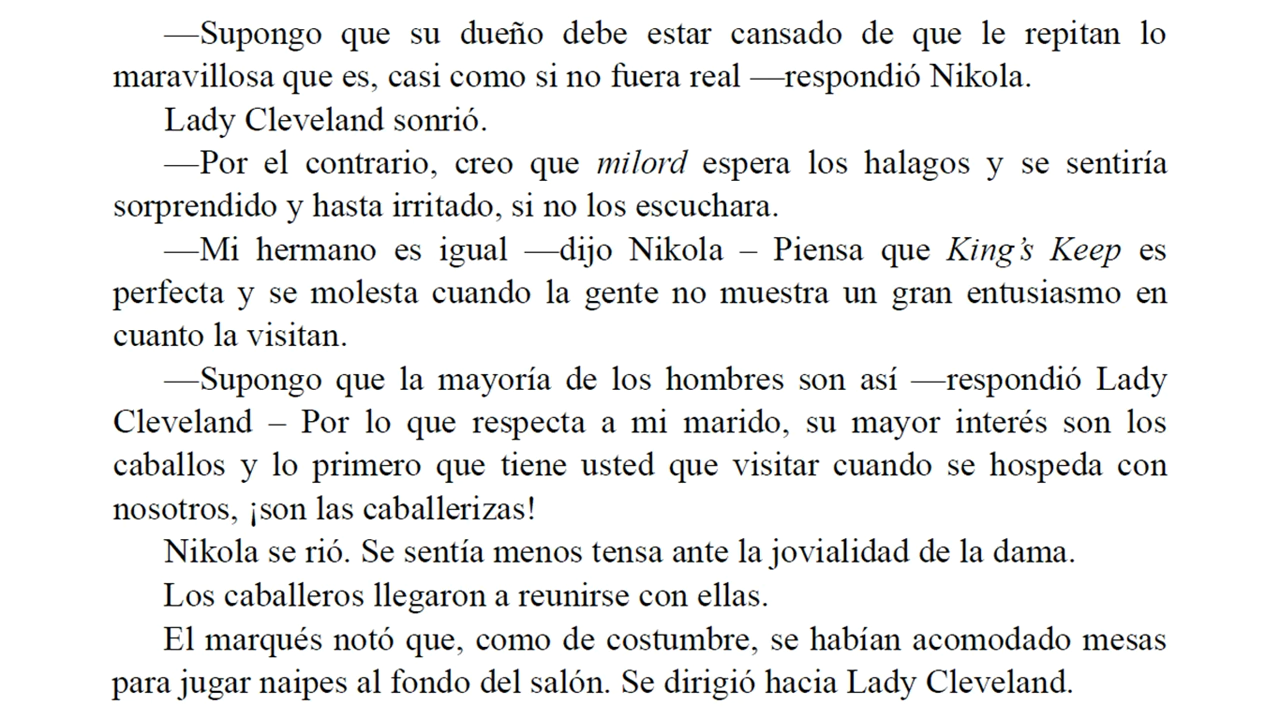 —Supongo que su dueño debe estar cansado de que le repitan lo
maravillosa que es, casi como si no fuera real —respondió Nikola.
Lady Cleveland sonrió.
—Por el contrario, creo que milord espera los halagos y se sentiría
sorprendido y hasta irritado, si no los escuchara.
—Mi hermano es igual —dijo Nikola – Piensa que King’s Keep es
perfecta y se molesta cuando la gente no muestra un gran entusiasmo en
cuanto la visitan.
—Supongo que la mayoría de los hombres son así —respondió Lady
Cleveland – Por lo que respecta a mi marido, su mayor interés son los
caballos y lo primero que tiene usted que visitar cuando se hospeda con
nosotros, ¡son las caballerizas!
Nikola se rió. Se sentía menos tensa ante la jovialidad de la dama.
Los caballeros llegaron a reunirse con ellas.
El marqués notó que, como de costumbre, se habían acomodado mesas
para jugar naipes al fondo del salón. Se dirigió hacia Lady Cleveland.